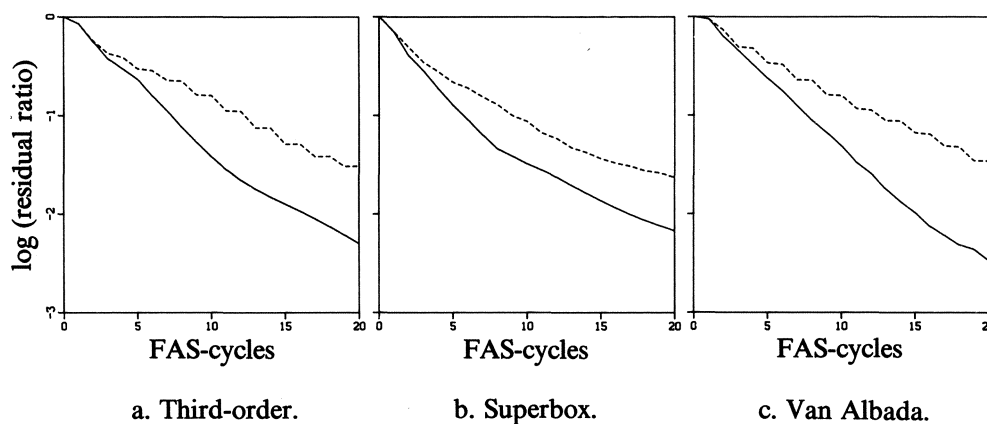 log (residual ratio)
0
-1
-2
-3
0 5 10 15 20
0 5 10 15 20
0 5 10 15 20
FAS-cycles FAS-cycles FAS-cycles
a. Third-order. b. Superbox. c. Van Albada.